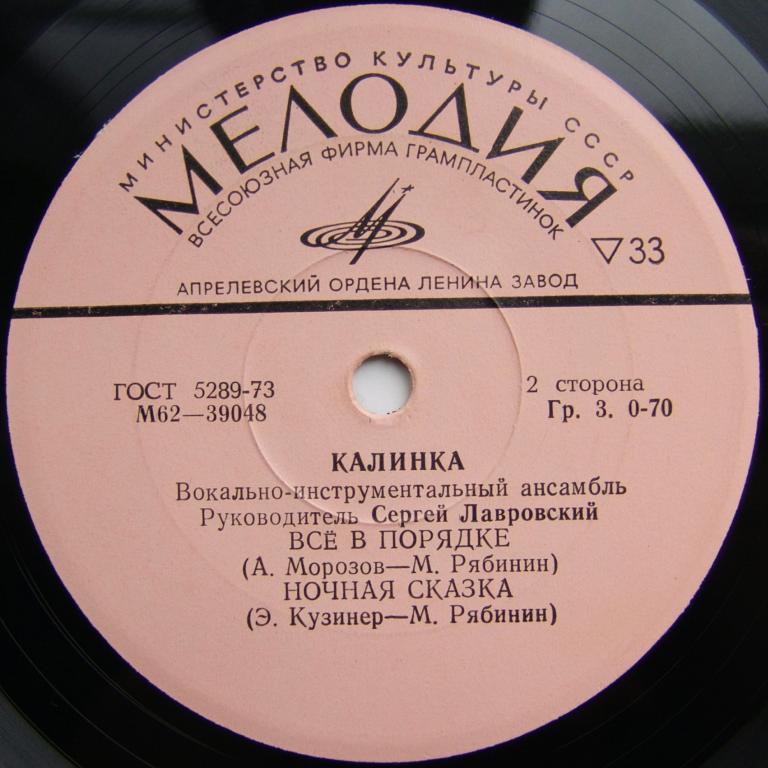 МИНИСТЕРСТВО КУЛЬТУРЫ СССР
МЕЛОДИЯ
ВСЕСОЮЗНАЯ ФИРМА ГРАМПЛАСТИНОК
▽33
АПРЕЛЕВСКИЙ ОРДЕНА ЛЕНИНА ЗАВОД
ГОСТ 5289-73
М62—39048
2 сторона
Гр. 3. 0-70
КАЛИНКА
Вокально-инструментальный ансамбль
Руководитель Сергей Лавровский
ВСЁ В ПОРЯДКЕ
(А. Морозов—М. Рябинин)
НОЧНАЯ СКАЗКА
(Э. Кузинер—М. Рябинин)